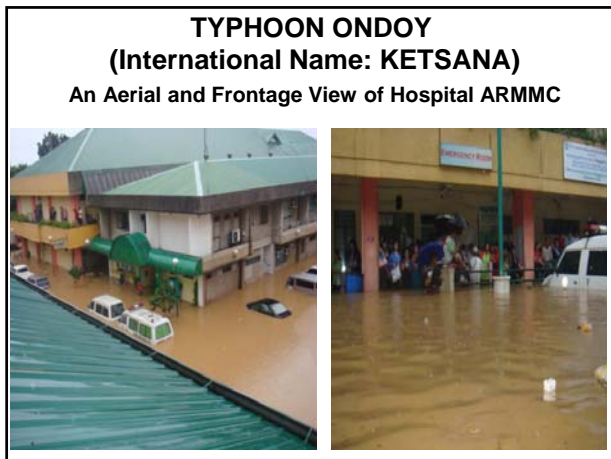 TYPHOON ONDOY
(International Name: KETSANA)
An Aerial and Frontage View of Hospital ARMMC
EMERGENCY ROOM